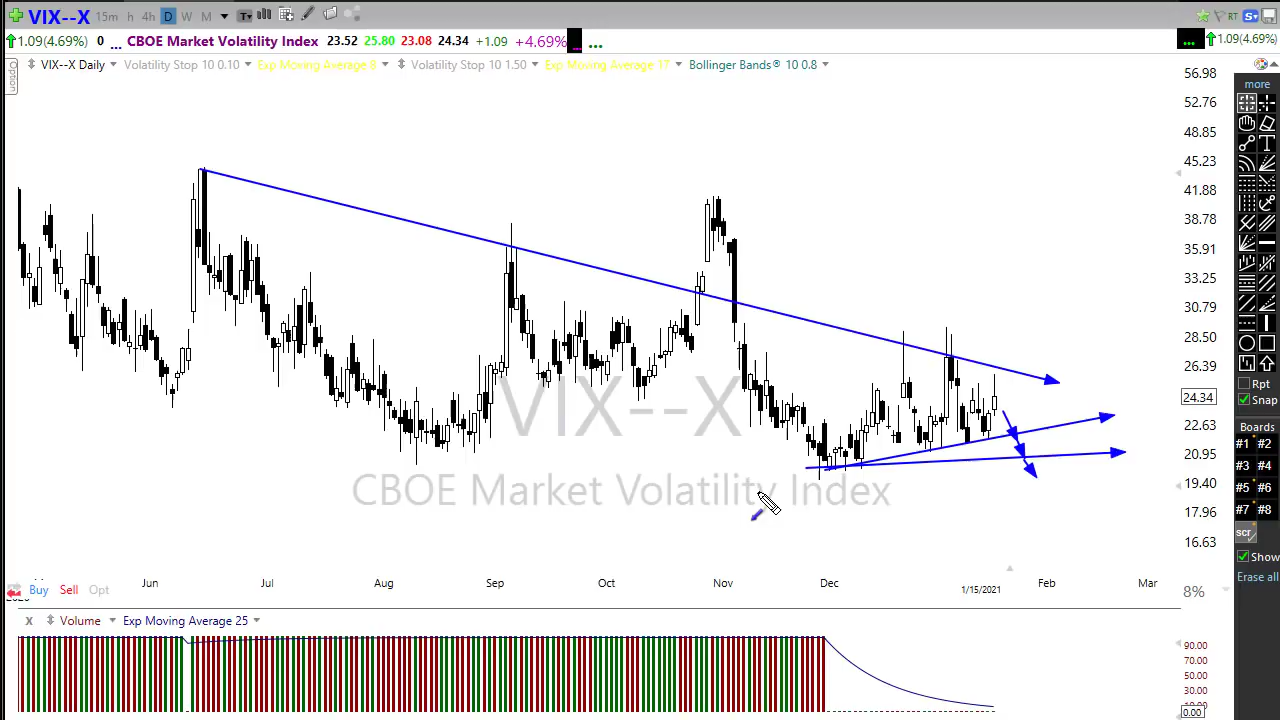 VIX--X 15m h 4h D W M T RT S
1.09(4.69%) 0 ... CBOE Market Volatility Index 23.52 25.80 23.08 24.34 +1.09 +4.69% ... ... ... 1.09(4.69%)
Option
VIX--X Daily Volatility Stop 10 0.10 Exp Moving Average 8 Volatility Stop 10 1.50 Exp Moving Average 17 Bollinger Bands® 10 0.8
56.98
52.76
48.85
45.23
41.88
38.78
35.91
33.25
30.79
28.50
26.39
24.34
22.63
20.95
19.40
17.96
16.63
VIX--X
CBOE Market Volatility Index
more
T
Rpt
Snap
Boards
#1 #2
#3 #4
#5 #6
#7 #8
scr
Show
Erase all
Jun Jul Aug Sep Oct Nov Dec 1/15/2021 Feb Mar
Buy Sell Opt 8%
X Volume Exp Moving Average 25
90.00
70.00
50.00
30.00
0.00